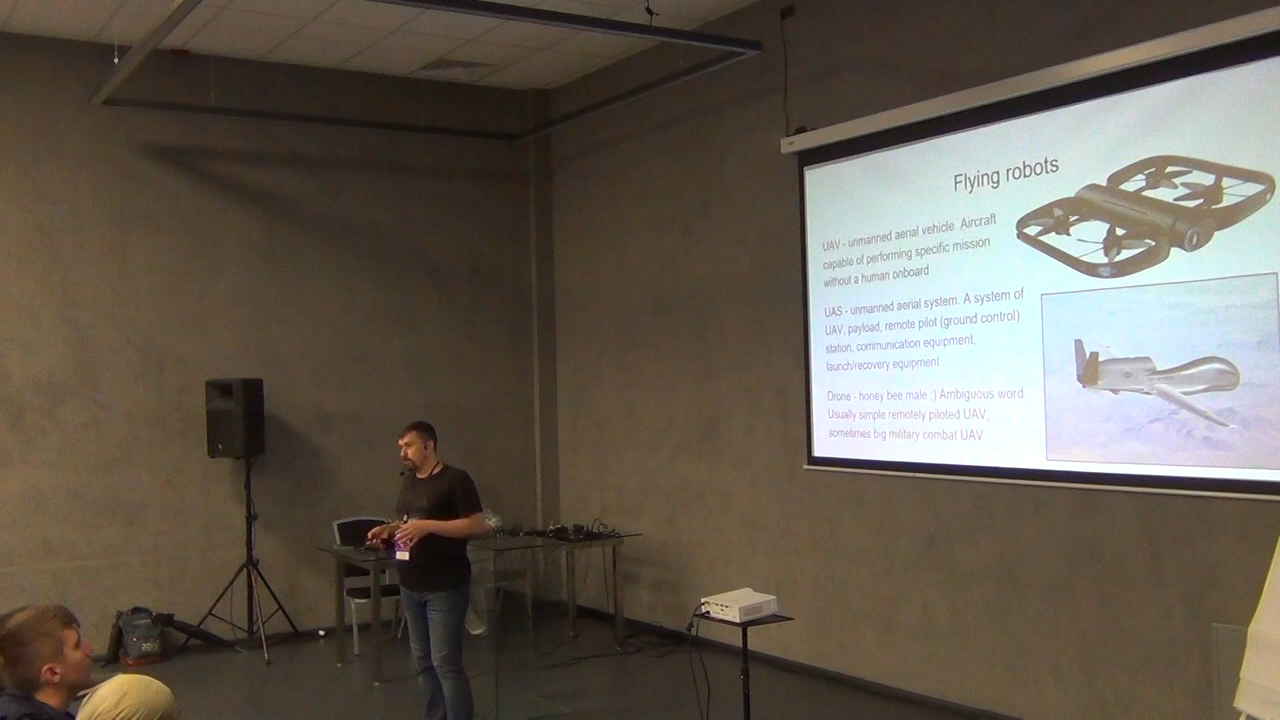 Flying robots
UAV - unmanned aerial vehicle. Aircraft
capable of performing specific mission
without a human onboard
UAS - unmanned aerial system. A system of
UAV, payload, remote pilot (ground control)
station, communication equipment,
launch/recovery equipment
Drone - honey bee male ;) Ambiguous word
Usually simple remotely piloted UAV,
sometimes big military combat UAV